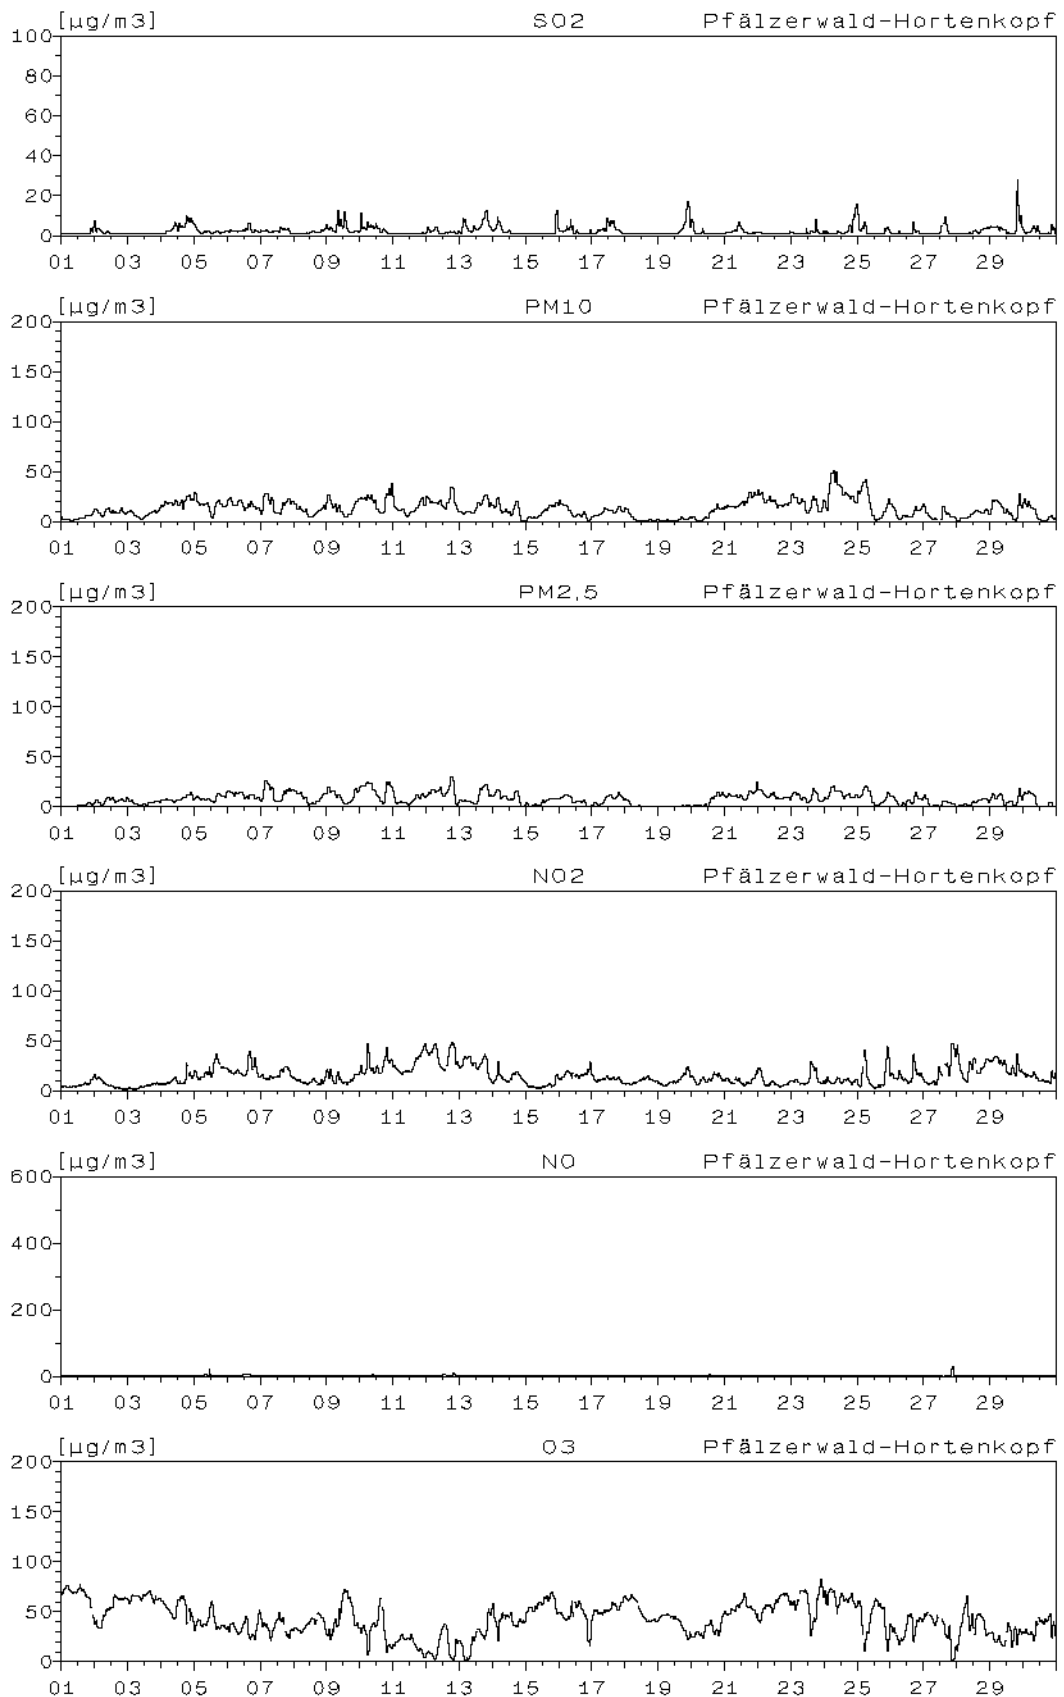 [µg/m3] SO2 Pfälzerwald-Hortenkopf
100
80
60
40
20
0
01 03 05 07 09 11 13 15 17 19 21 23 25 27 29
[µg/m3] PM10 Pfälzerwald-Hortenkopf
200
150
100
50
0
01 03 05 07 09 11 13 15 17 19 21 23 25 27 29
[µg/m3] PM2,5 Pfälzerwald-Hortenkopf
200
150
100
50
0
01 03 05 07 09 11 13 15 17 19 21 23 25 27 29
[µg/m3] NO2 Pfälzerwald-Hortenkopf
200
150
100
50
0
01 03 05 07 09 11 13 15 17 19 21 23 25 27 29
[µg/m3] NO Pfälzerwald-Hortenkopf
600
400
200
0
01 03 05 07 09 11 13 15 17 19 21 23 25 27 29
[µg/m3] O3 Pfälzerwald-Hortenkopf
200
150
100
50
0
01 03 05 07 09 11 13 15 17 19 21 23 25 27 29